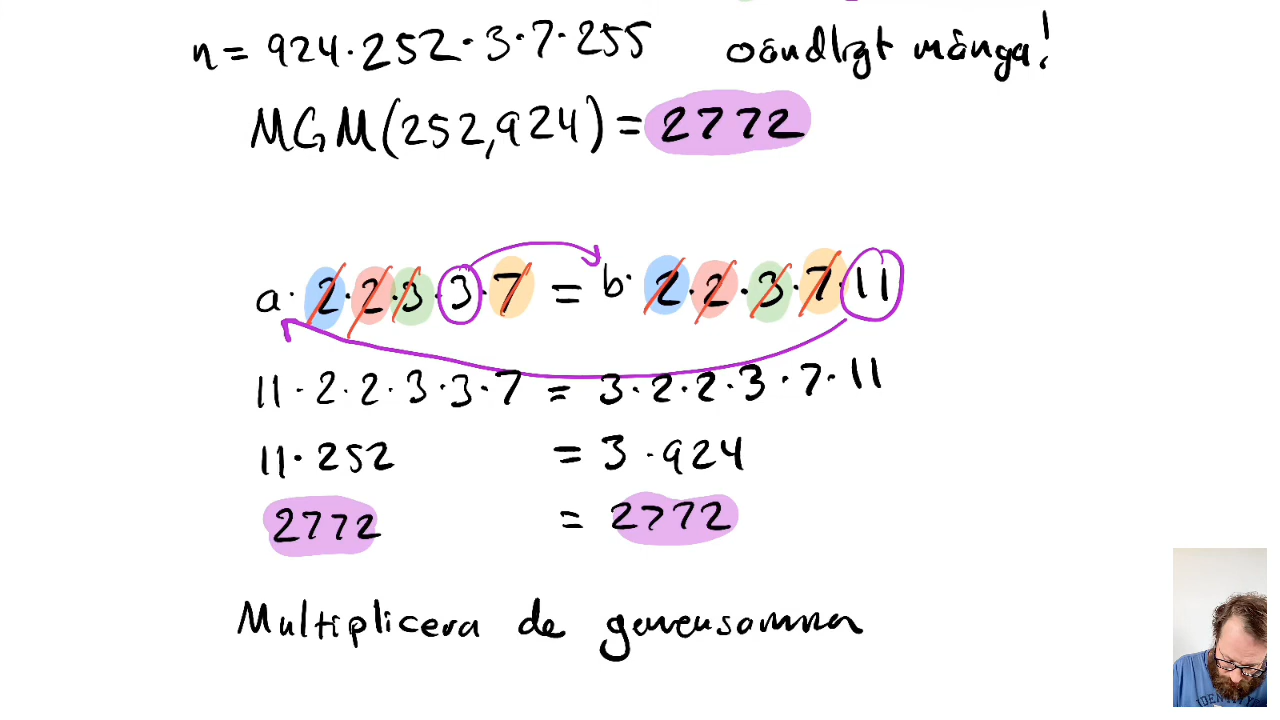 n = 924·252·3·7·255 oändligt många!
MGM(252,924) = 2772
a·2·2·3·3·7 = b·2·2·3·7·11
11·2·2·3·3·7 = 3·2·2·3·7·11
11·252 = 3·924
2772 = 2772
Multiplicera de gemensamma
IDENTITY